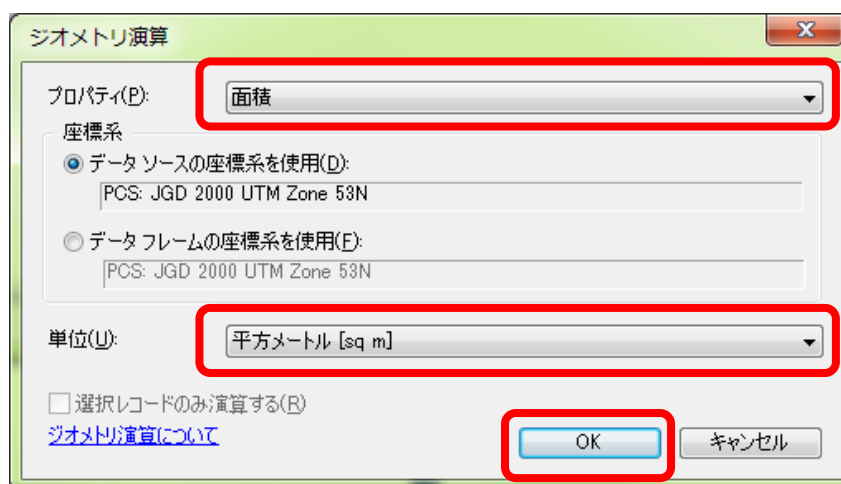 ジオメトリ演算
プロパティ(P): 面積
座標系
データ ソースの座標系を使用(D):
PCS: JGD 2000 UTM Zone 53N
データ フレームの座標系を使用(F):
PCS: JGD 2000 UTM Zone 53N
単位(U): 平方メートル [sq m]
選択レコードのみ演算する(R)
ジオメトリ演算について
OK キャンセル